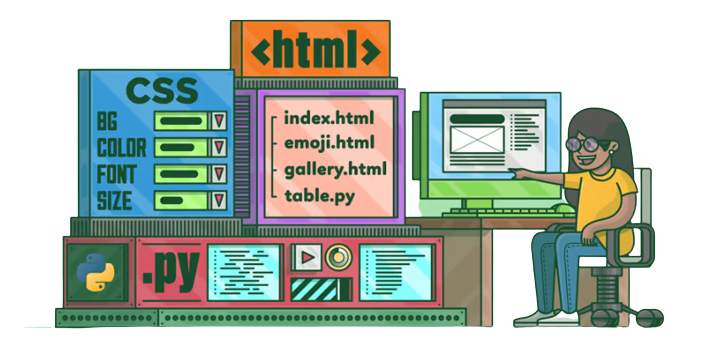 <html>
CSS
BG
COLOR
FONT
SIZE
index.html
emoji.html
gallery.html
table.py
.py